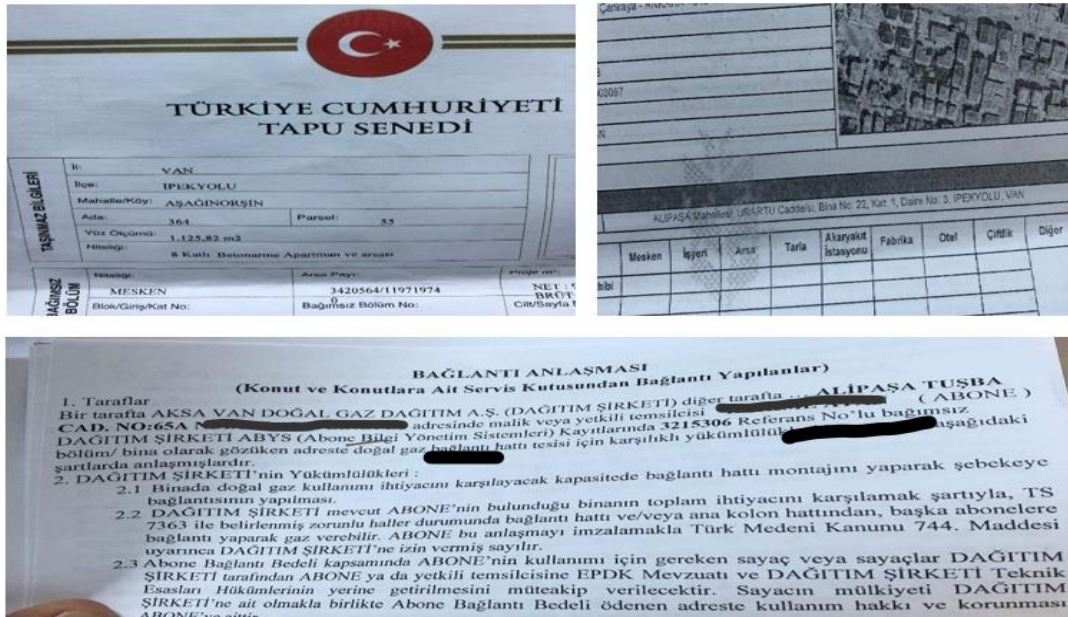 TÜRKİYE CUMHURİYETİ
TAPU SENEDİ
TAŞINMAZ BİLGİLERİ
İl: VAN
İlçe: İPEKYOLU
Mahalle/Köy: AŞAĞINORŞİN
Ada: 364 Parsel: 55
Yüz Ölçümü: 1.125,82 m2
Niteliği: 8 Katlı Betonarme Apartman ve arsası
BAĞIMSIZ BÖLÜM
Niteliği: Arsa Payı: Proje m²:
MESKEN 3420564/11971974 NET :
Blok/Giriş/Kat No: Bağımsız Bölüm No: BRÜT
0 Cilt/Sayfa
Çankaya - ANKARA
ALİPAŞA Mahallesi, URARTU Caddesi, Bina No: 22, Kat: 1, Daire No: 3, İPEKYOLU, VAN
Mesken İşyeri Arsa Tarla Akaryakıt İstasyonu Fabrika Otel Çiftlik Diğer
BAĞLANTI ANLAŞMASI
(Konut ve Konutlara Ait Servis Kutusundan Bağlantı Yapılanlar)
1. Taraflar
Bir tarafta AKSA VAN DOĞAL GAZ DAĞITIM A.Ş. (DAĞITIM ŞİRKETİ) diğer tarafta ALİPAŞA TUŞBA
CAD. NO:65A adresinde malik veya yetkili temsilcisi ( ABONE )
DAĞITIM ŞİRKETİ ABYS (Abone Bilgi Yönetim Sistemleri) Kayıtlarında 3215306 Referans No'lu bağımsız
bölüm/ bina olarak gözüken adreste doğal gaz bağlantı hattı tesisi için karşılıklı yükümlülük aşağıdaki
şartlarda anlaşmışlardır.
2. DAĞITIM ŞİRKETİ'nin Yükümlülükleri :
2.1 Binada doğal gaz kullanımı ihtiyacını karşılayacak kapasitede bağlantı hattı montajını yaparak şebekeye
bağlantısının yapılması.
2.2 DAĞITIM ŞİRKETİ mevcut ABONE'nin bulunduğu binanın toplam ihtiyacını karşılamak şartıyla, TS
7363 ile belirlenmiş zorunlu haller durumunda bağlantı hattı ve/veya ana kolon hattından, başka abonelere
bağlantı yaparak gaz verebilir. ABONE bu anlaşmayı imzalamakla Türk Medeni Kanunu 744. Maddesi
uyarınca DAĞITIM ŞİRKETİ'ne izin vermiş sayılır.
2.3 Abone Bağlantı Bedeli kapsamında ABONE'nin kullanımı için gereken sayaç veya sayaçlar DAĞITIM
ŞİRKETİ tarafından ABONE ya da yetkili temsilcisine EPDK Mevzuatı ve DAĞITIM ŞİRKETİ Teknik
Esasları Hükümlerinin yerine getirilmesini müteakip verilecektir. Sayacın mülkiyeti DAĞITIM
ŞİRKETİ'ne ait olmakla birlikte Abone Bağlantı Bedeli ödenen adreste kullanım hakkı ve korunması
ABONE'ye aittir.